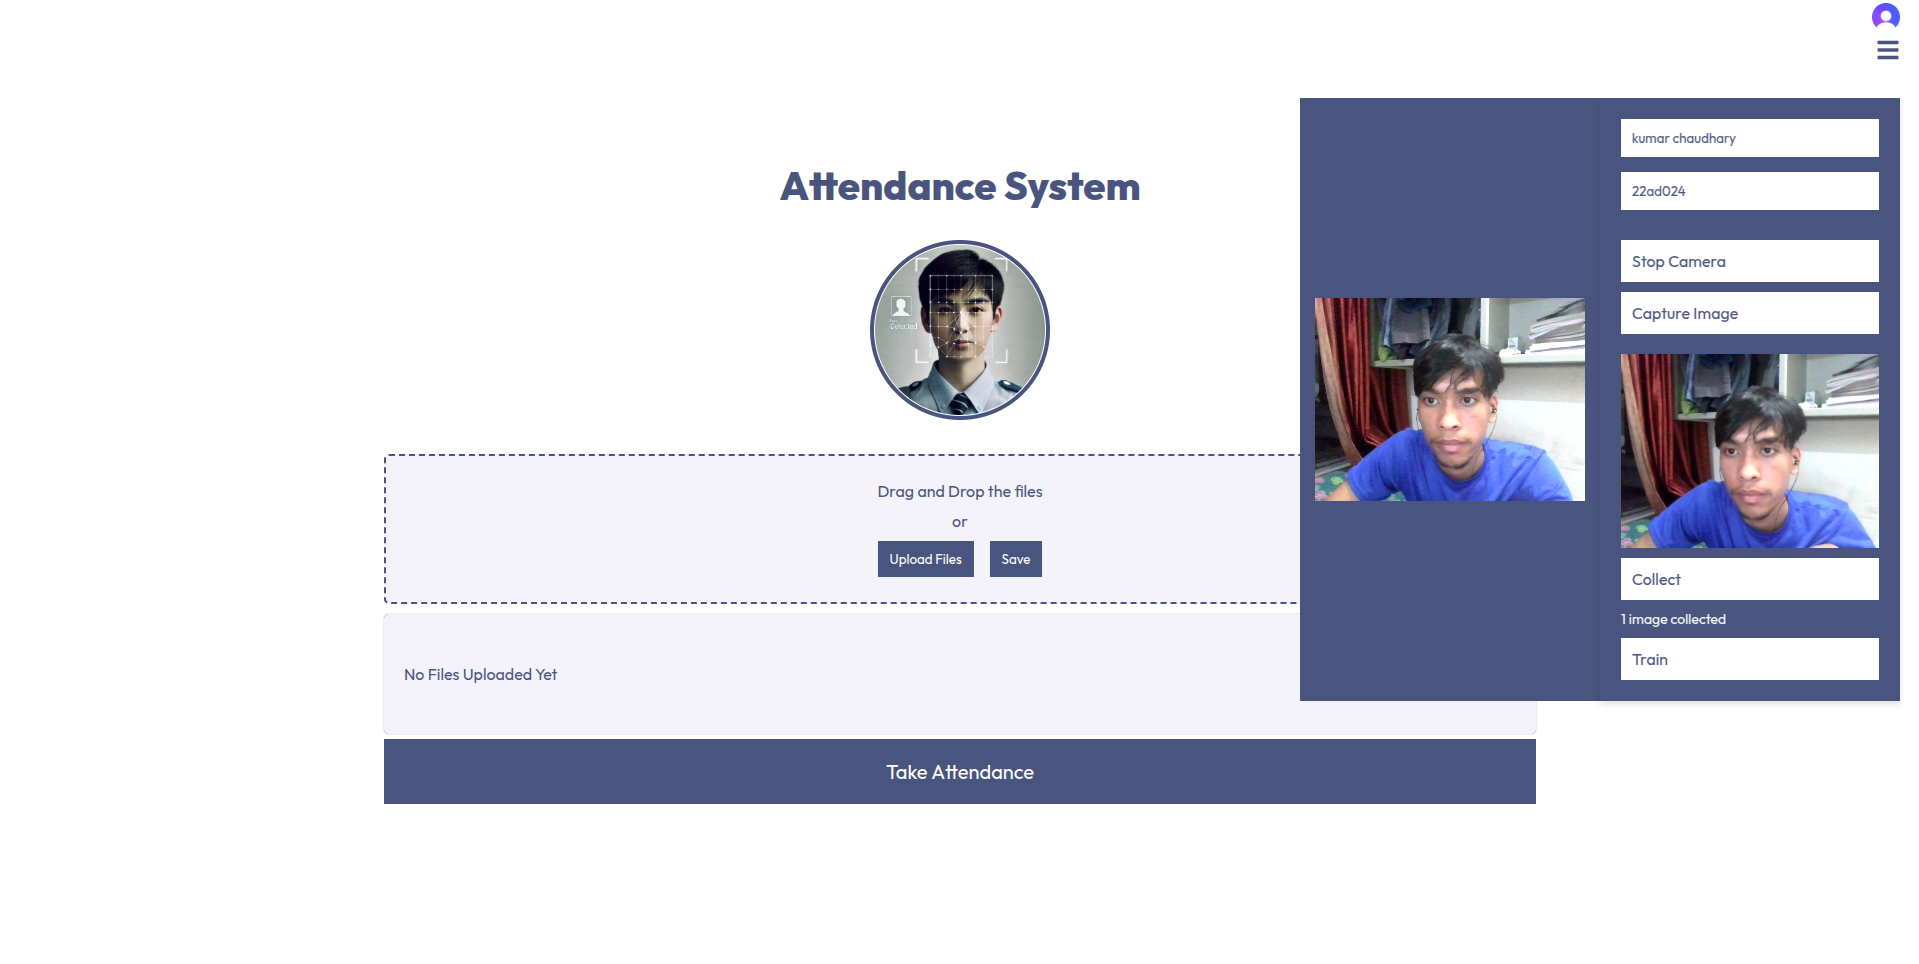 Attendance System
Detected
Drag and Drop the files
or
Upload Files
Save
No Files Uploaded Yet
Take Attendance
kumar chaudhary
22ad024
Stop Camera
Capture Image
Collect
1 image collected
Train